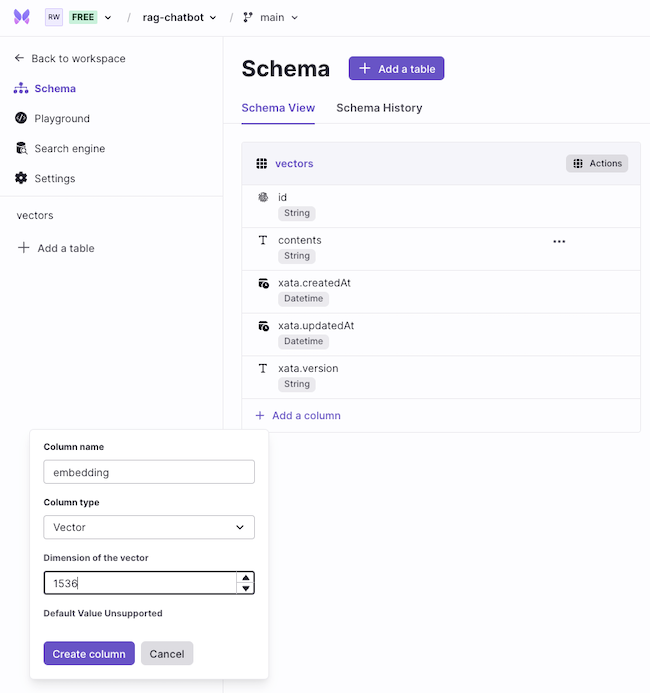 RW FREE / rag-chatbot / main
Back to workspace
Schema
Playground
Search engine
Settings
vectors
Add a table
Schema
Add a table
Schema View Schema History
vectors Actions
id
String
contents
String
xata.createdAt
Datetime
xata.updatedAt
Datetime
xata.version
String
Add a column
Column name
embedding
Column type
Vector
Dimension of the vector
1536
Default Value Unsupported
Create column Cancel